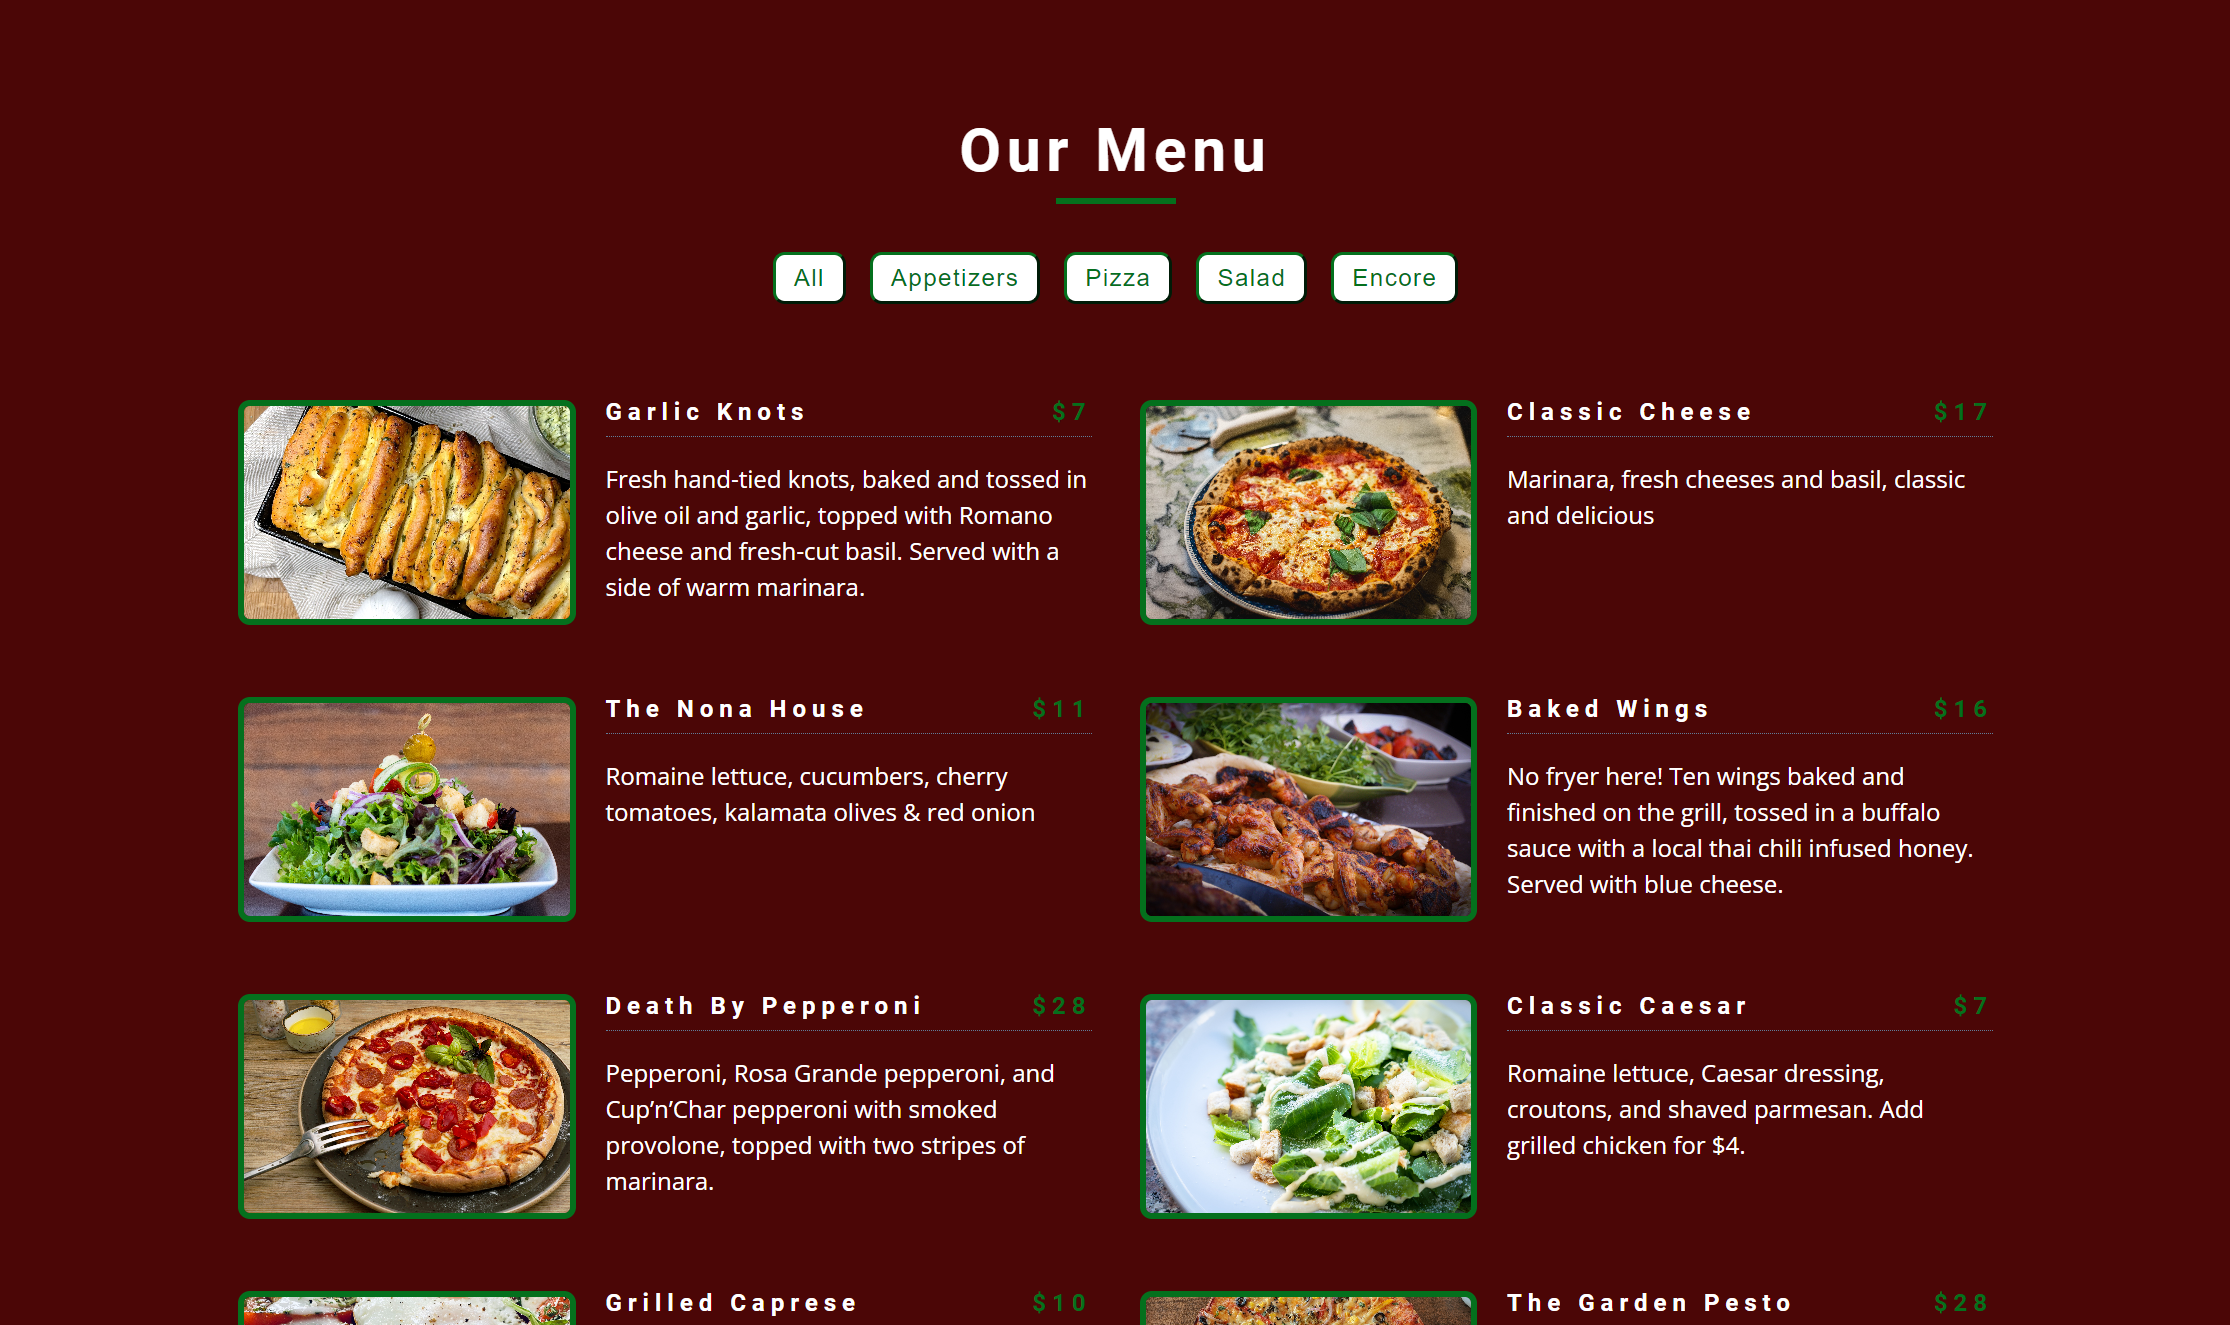 Our Menu
All
Appetizers
Pizza
Salad
Encore
Garlic Knots $7
Fresh hand-tied knots, baked and tossed in
olive oil and garlic, topped with Romano
cheese and fresh-cut basil. Served with a
side of warm marinara.
Classic Cheese $17
Marinara, fresh cheeses and basil, classic
and delicious
The Nona House $11
Romaine lettuce, cucumbers, cherry
tomatoes, kalamata olives & red onion
Baked Wings $16
No fryer here! Ten wings baked and
finished on the grill, tossed in a buffalo
sauce with a local thai chili infused honey.
Served with blue cheese.
Death By Pepperoni $28
Pepperoni, Rosa Grande pepperoni, and
Cup’n’Char pepperoni with smoked
provolone, topped with two stripes of
marinara.
Classic Caesar $7
Romaine lettuce, Caesar dressing,
croutons, and shaved parmesan. Add
grilled chicken for $4.
Grilled Caprese $10
The Garden Pesto $28